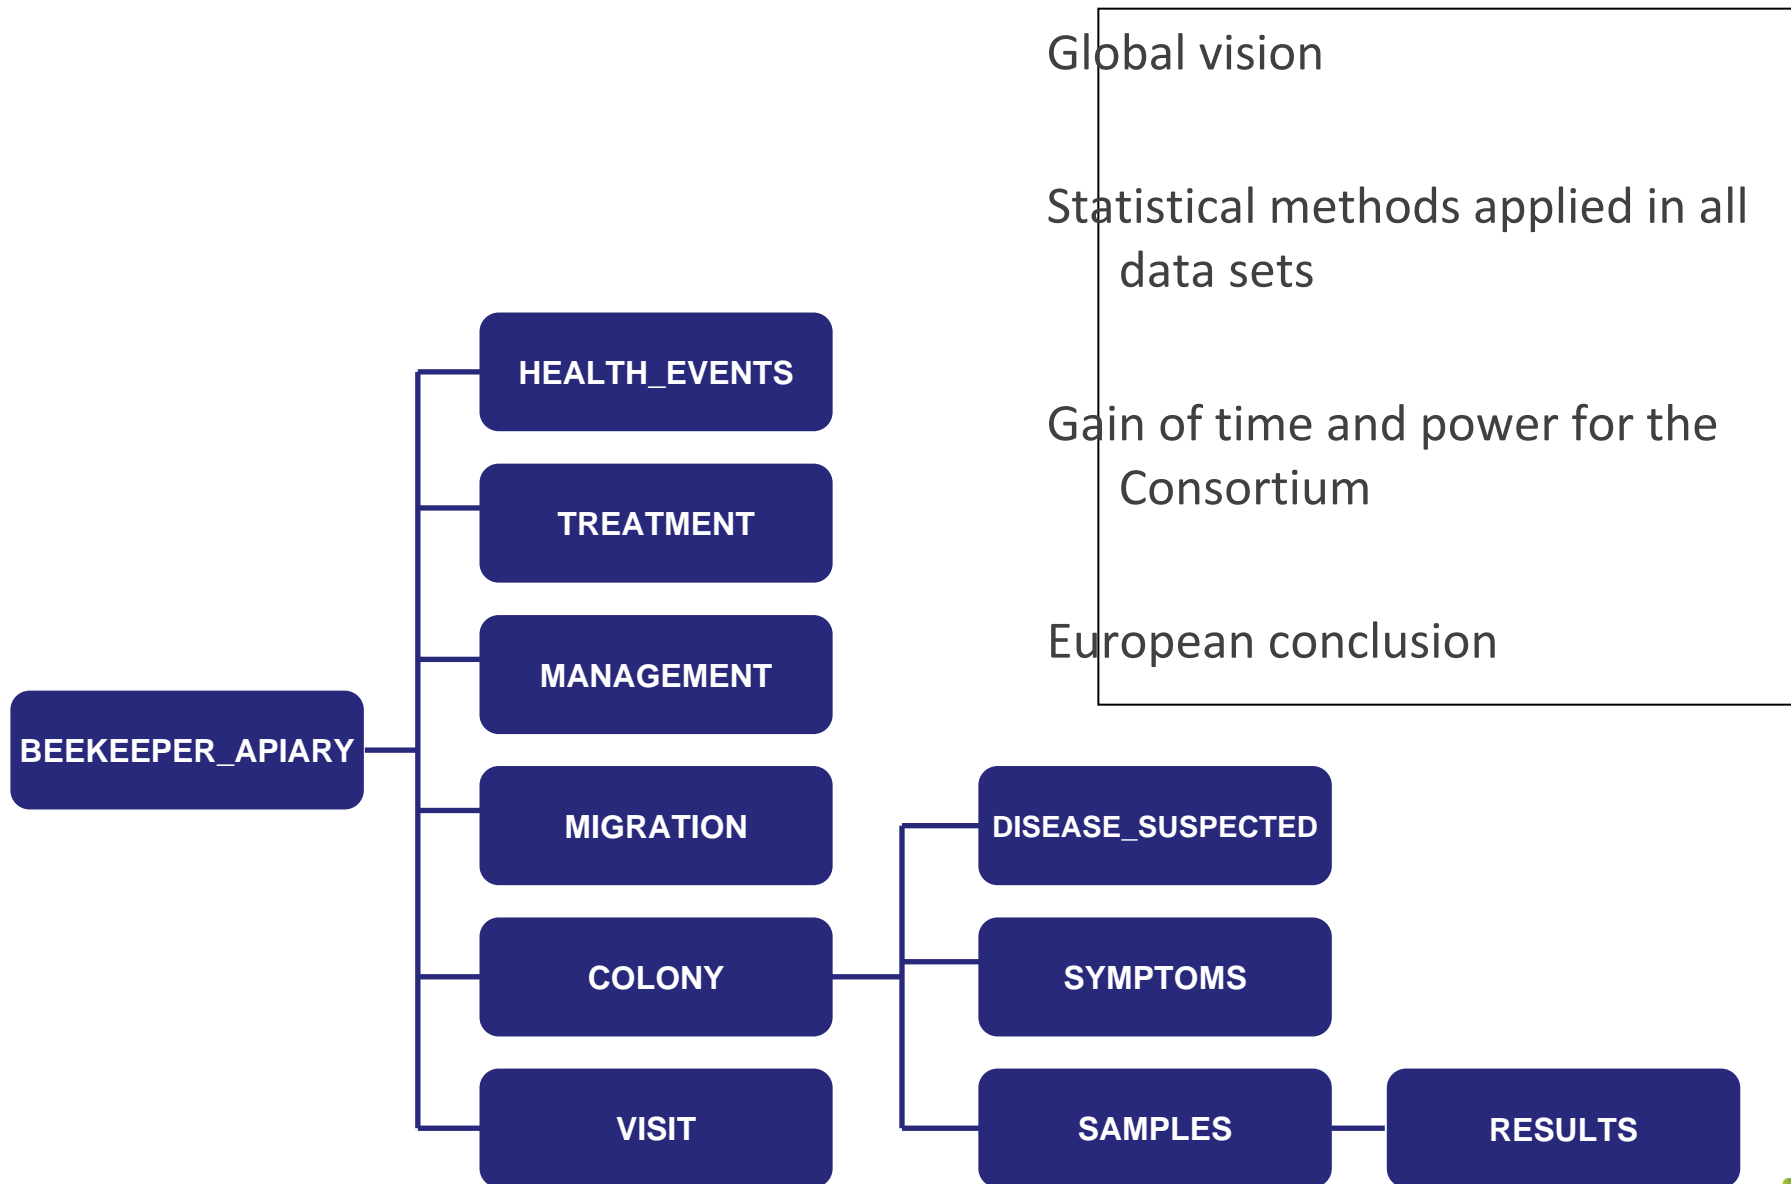 Global vision
Statistical methods applied in all
data sets
Gain of time and power for the
Consortium
European conclusion
HEALTH_EVENTS
TREATMENT
MANAGEMENT
BEEKEEPER_APIARY
MIGRATION
DISEASE_SUSPECTED
COLONY
SYMPTOMS
VISIT
SAMPLES
RESULTS